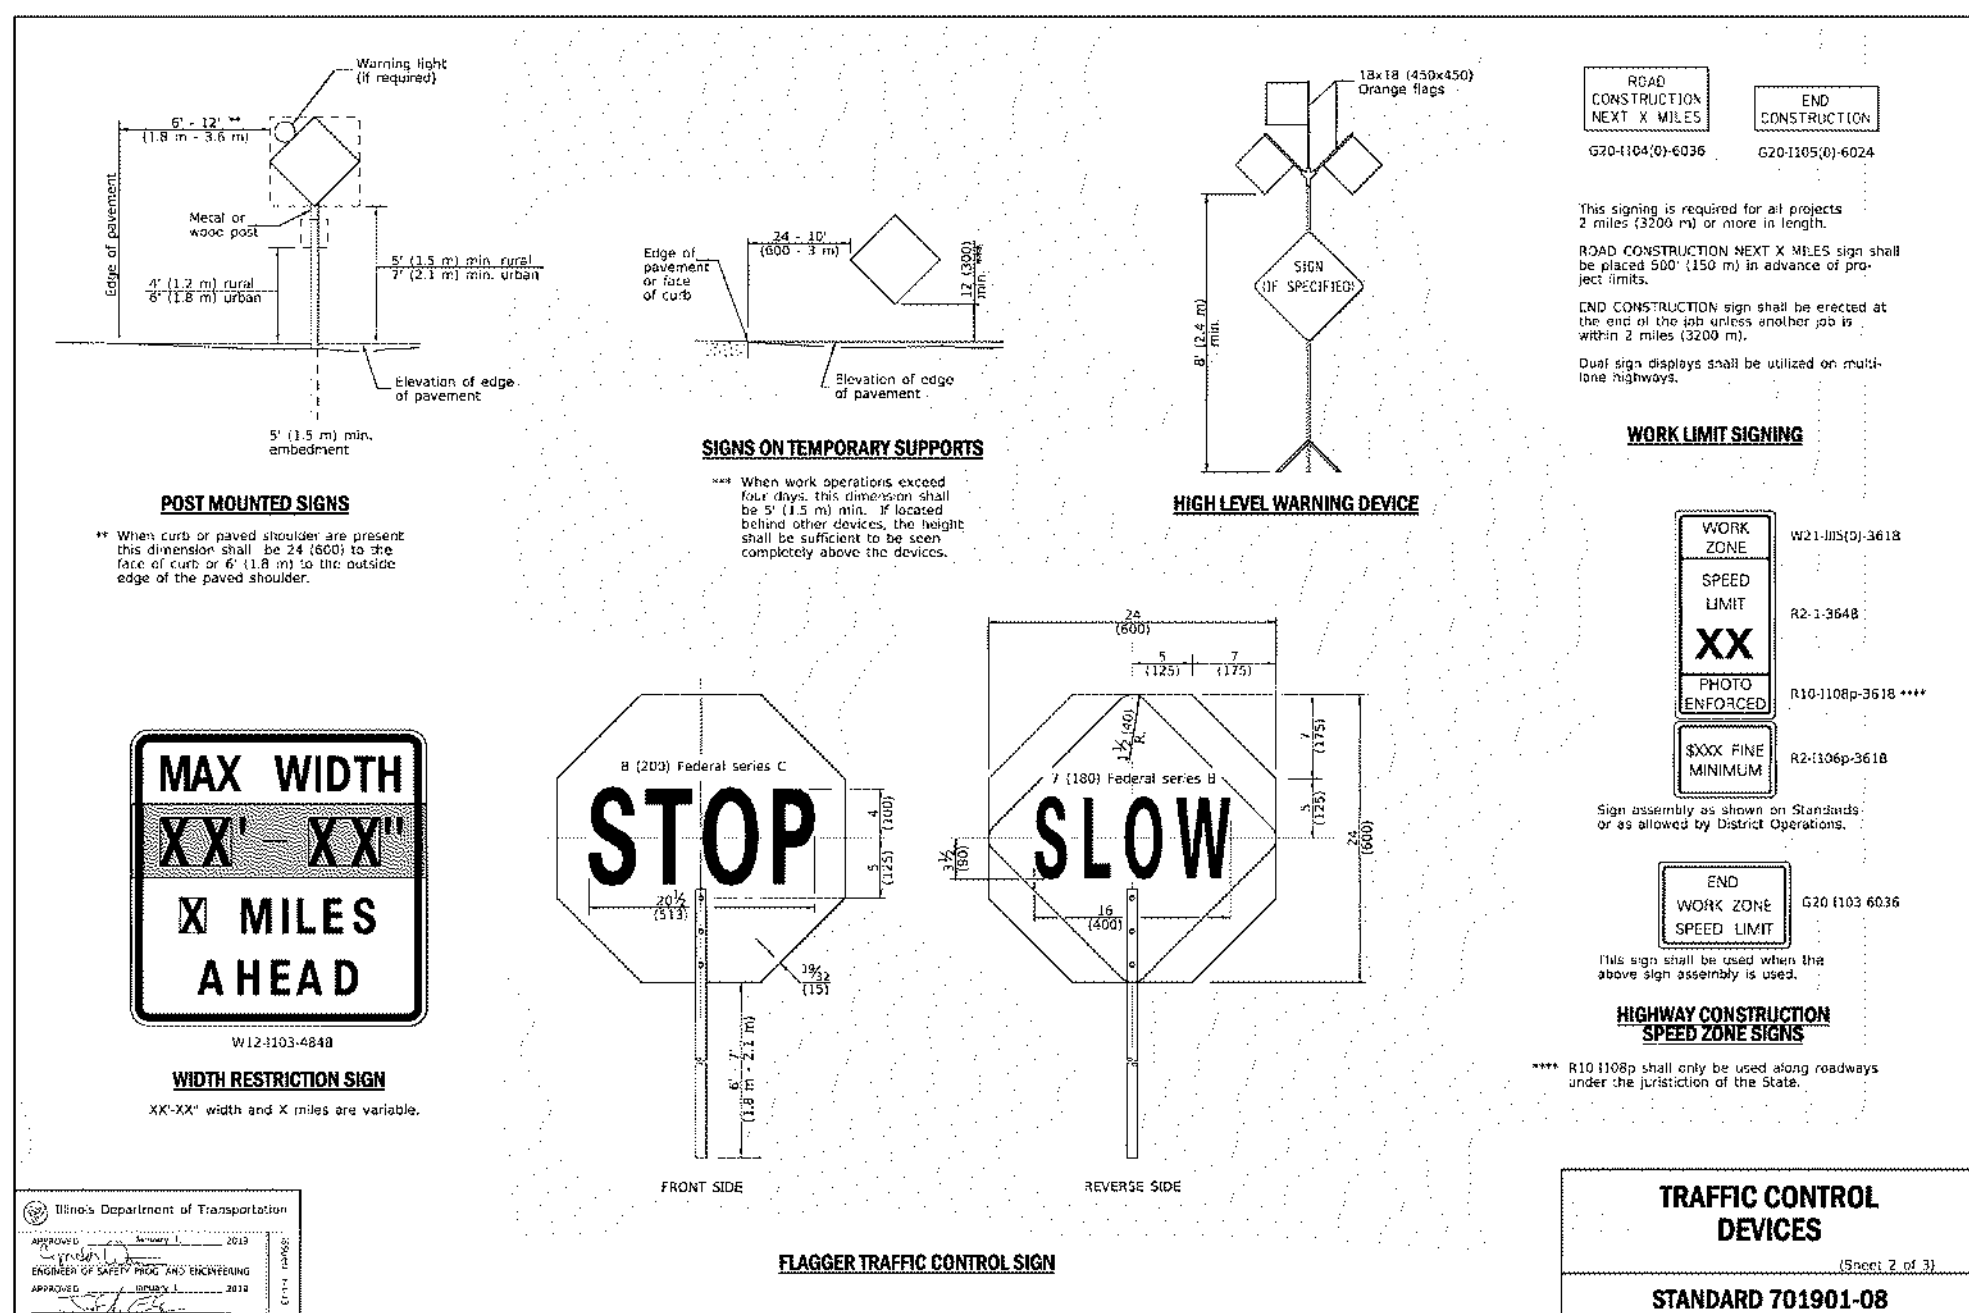 Warning light
(if required)
6' - 12' **
(1.8 m - 3.6 m)
Edge of pavement
Metal or
wood post
5' (1.5 m) min. rural
7' (2.1 m) min. urban
4' (1.2 m) rural
6' (1.8 m) urban
Elevation of edge
of pavement
5' (1.5 m) min.
embedment
POST MOUNTED SIGNS
** When curb or paved shoulder are present
this dimension shall be 24 (600) to the
face of curb or 6' (1.8 m) to the outside
edge of the paved shoulder.
24 - 10'
(600 - 3 m)
Edge of
pavement
or face
of curb
12 (300)
min. ***
Elevation of edge
of pavement
SIGNS ON TEMPORARY SUPPORTS
*** When work operations exceed
four days, this dimension shall
be 5' (1.5 m) min. If located
behind other devices, the height
shall be sufficient to be seen
completely above the devices.
18x18 (450x450)
Orange flags
SIGN
(IF SPECIFIED)
8' (2.4 m)
min.
HIGH LEVEL WARNING DEVICE
ROAD
CONSTRUCTION
NEXT X MILES
G20-I104(0)-6036
END
CONSTRUCTION
G20-I105(0)-6024
This signing is required for all projects
2 miles (3200 m) or more in length.
ROAD CONSTRUCTION NEXT X MILES sign shall
be placed 500' (150 m) in advance of pro-
ject limits.
END CONSTRUCTION sign shall be erected at
the end of the job unless another job is
within 2 miles (3200 m).
Dual sign displays shall be utilized on multi-
lane highways.
WORK LIMIT SIGNING
WORK
ZONE
W21-I115(0)-3618
SPEED
LIMIT
XX
R2-1-3648
PHOTO
ENFORCED
R10-I108p-3618 ****
$XXX FINE
MINIMUM
R2-I106p-3618
Sign assembly as shown on Standards
or as allowed by District Operations.
END
WORK ZONE
SPEED LIMIT
G20-I103-6036
This sign shall be used when the
above sign assembly is used.
HIGHWAY CONSTRUCTION
SPEED ZONE SIGNS
**** R10-I108p shall only be used along roadways
under the juristiction of the State.
MAX WIDTH
XX' - XX"
X MILES
AHEAD
W12-I103-4848
WIDTH RESTRICTION SIGN
XX'-XX" width and X miles are variable.
8 (200) Federal series C
STOP
4
(100)
5
(125)
20 1/2
(513)
19/32
(15)
6' - 7'
(1.8 m - 2.1 m)
FRONT SIDE
24
(600)
5
(125)
7
(175)
1 1/2 (40)
R.
7
(175)
5
(125)
24
(600)
7 (180) Federal series B
SLOW
3 1/2
(90)
16
(400)
REVERSE SIDE
FLAGGER TRAFFIC CONTROL SIGN
Illinois Department of Transportation
APPROVED January 1, 2019
ENGINEER OF SAFETY PROG. AND ENGINEERING
APPROVED January 1, 2019
TRAFFIC CONTROL
DEVICES
(Sheet 2 of 3)
STANDARD 701901-08